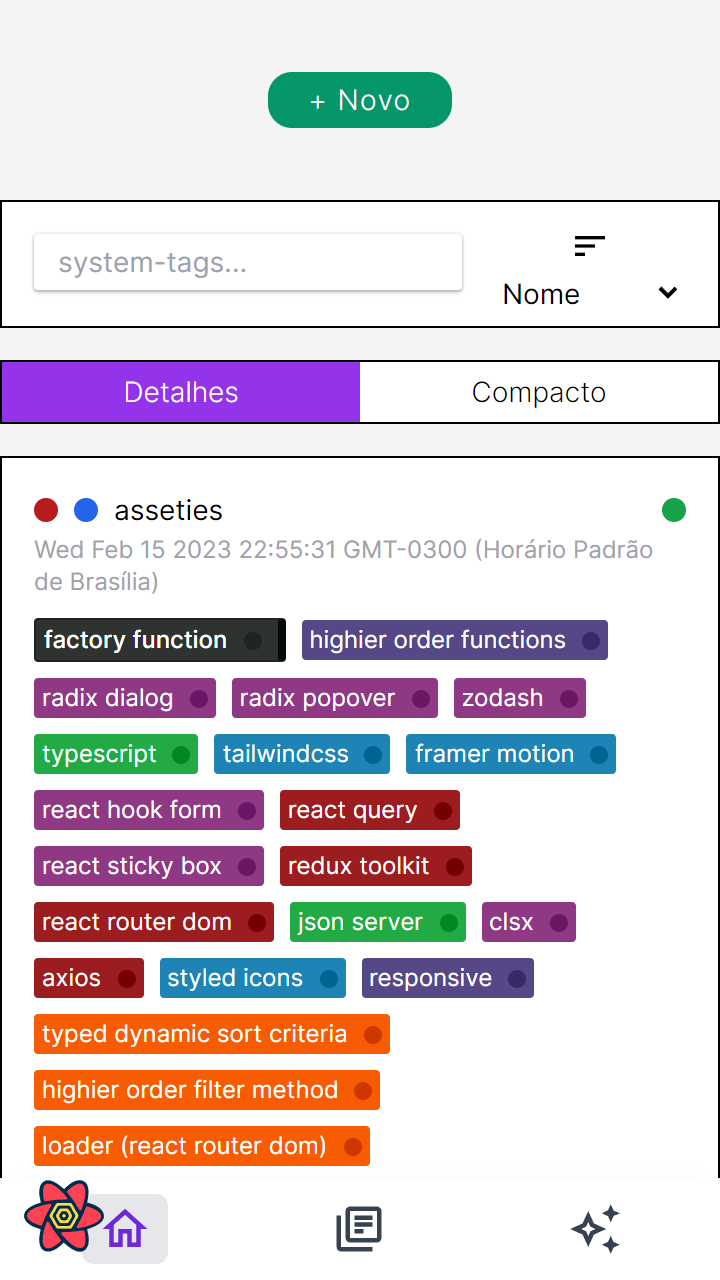 + Novo
system-tags...
Nome
Detalhes Compacto
asseties
Wed Feb 15 2023 22:55:31 GMT-0300 (Horário Padrão
de Brasília)
factory function highier order functions
radix dialog radix popover zodash
typescript tailwindcss framer motion
react hook form react query
react sticky box redux toolkit
react router dom json server clsx
axios styled icons responsive
typed dynamic sort criteria
highier order filter method
loader (react router dom)